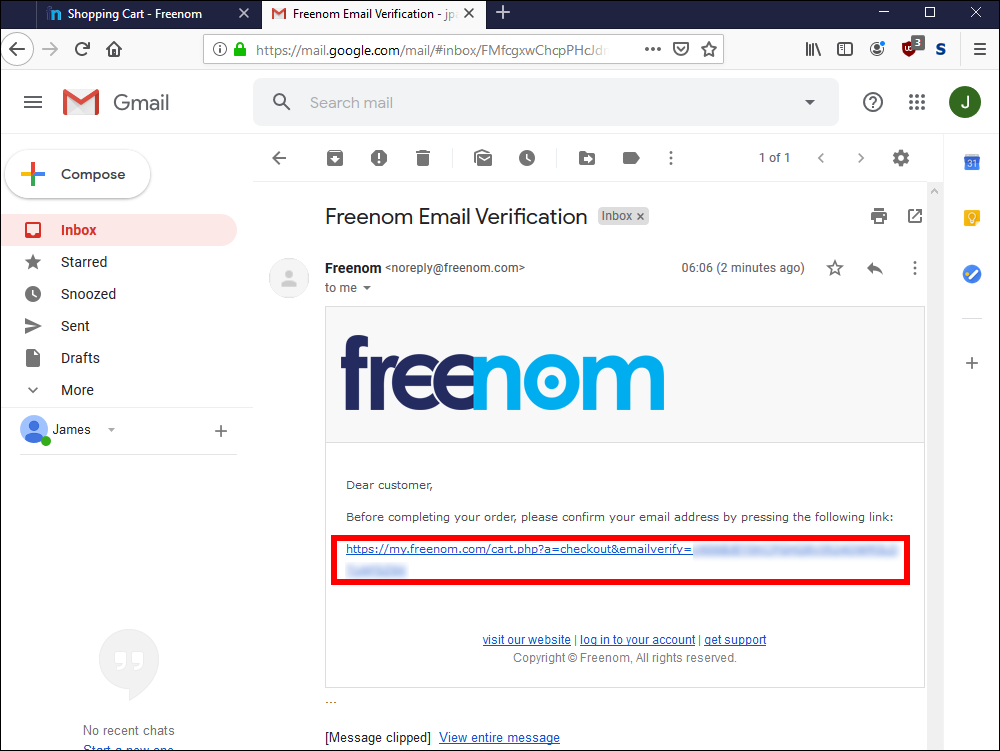 Shopping Cart - Freenom
Freenom Email Verification - jp
https://mail.google.com/mail/#inbox/FMfcgxwChcpPHcJdr
3
S
Gmail
Search mail
J
Compose
1 of 1
31
Inbox
Starred
Snoozed
Sent
Drafts
More
James
Freenom Email Verification
Inbox ×
Freenom <noreply@freenom.com>
06:06 (2 minutes ago)
to me
freenom
Dear customer,
Before completing your order, please confirm your email address by pressing the following link:
https://my.freenom.com/cart.php?a=checkout&emailverify=
visit our website | log in to your account | get support
Copyright © Freenom, All rights reserved.
...
[Message clipped] View entire message
No recent chats
Start a new one